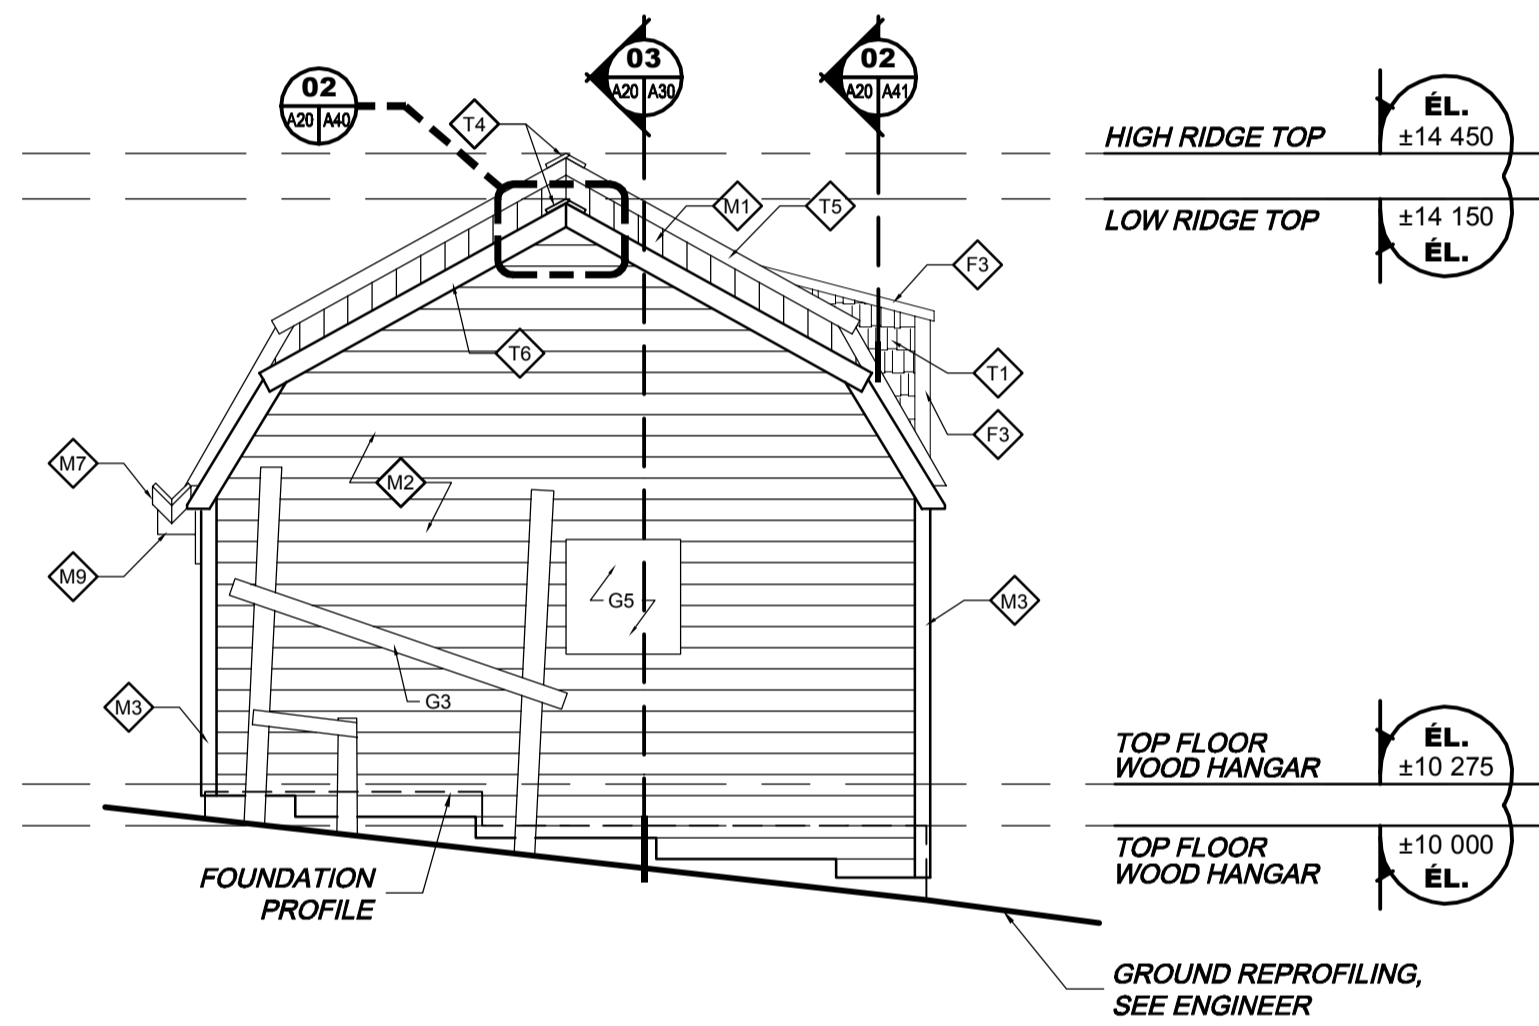 02
A20 A40
03
A20 A30
02
A20 A41
T4
HIGH RIDGE TOP
ÉL.
±14 450
LOW RIDGE TOP
±14 150
ÉL.
M1
T5
F3
T6
T1
F3
M7
M2
M9
G5
M3
G3
M3
TOP FLOOR
WOOD HANGAR
ÉL.
±10 275
TOP FLOOR
WOOD HANGAR
±10 000
ÉL.
FOUNDATION
PROFILE
GROUND REPROFILING,
SEE ENGINEER